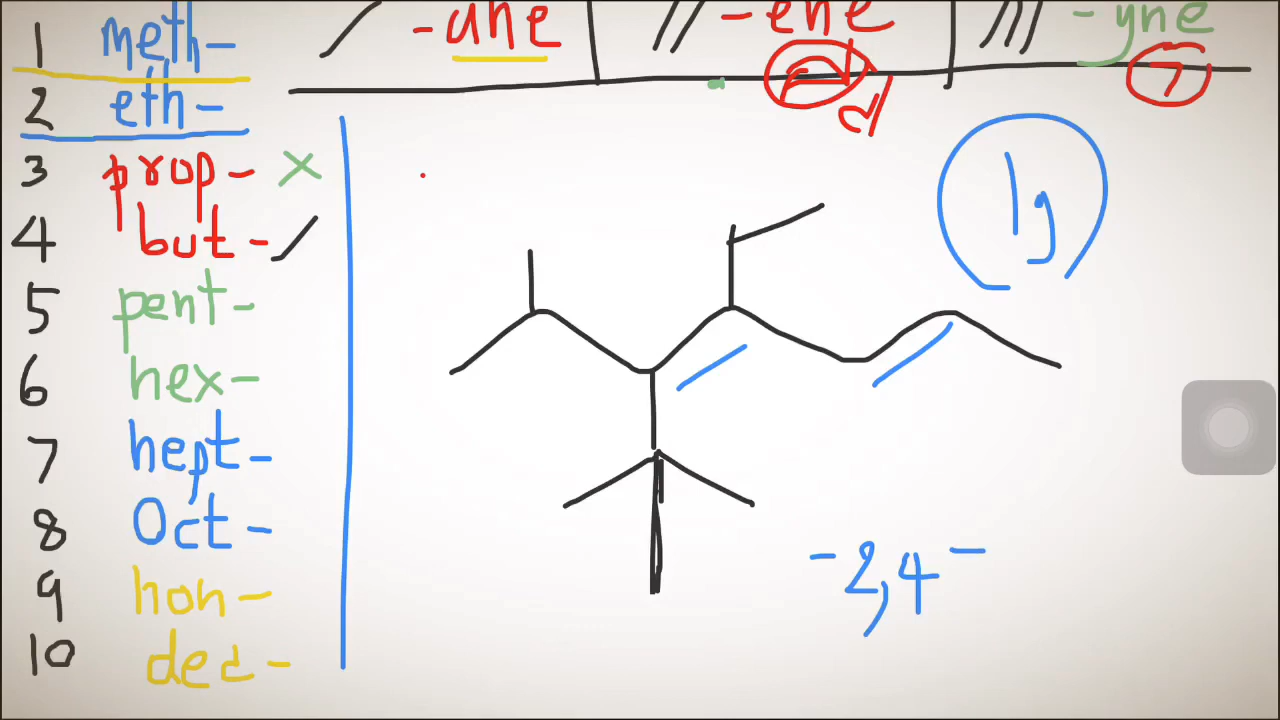 1 meth-
-ane
-ene
-yne
2 eth-
d
7
3 prop-
4 but-
5 pent-
6 hex-
7 hept-
8 Oct-
9 non-
10 dec-
-2,4-